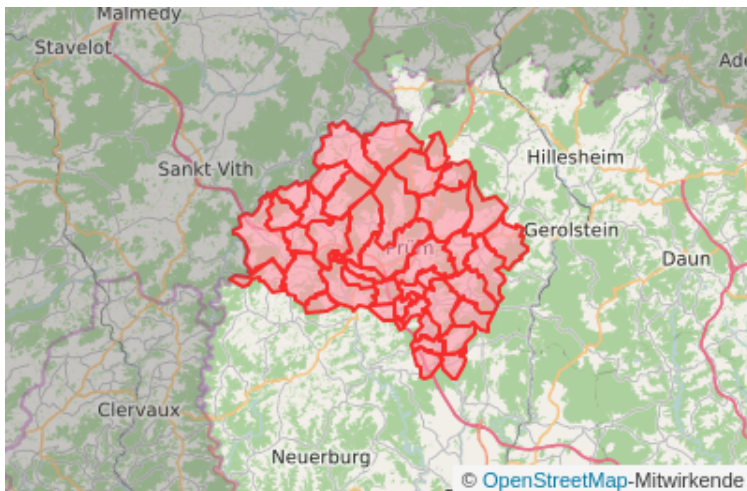 Malmedy
Stavelot
Ade
Sankt Vith
Hillesheim
Prüm
Gerolstein
Daun
Clervaux
Neuerburg
© OpenStreetMap-Mitwirkende